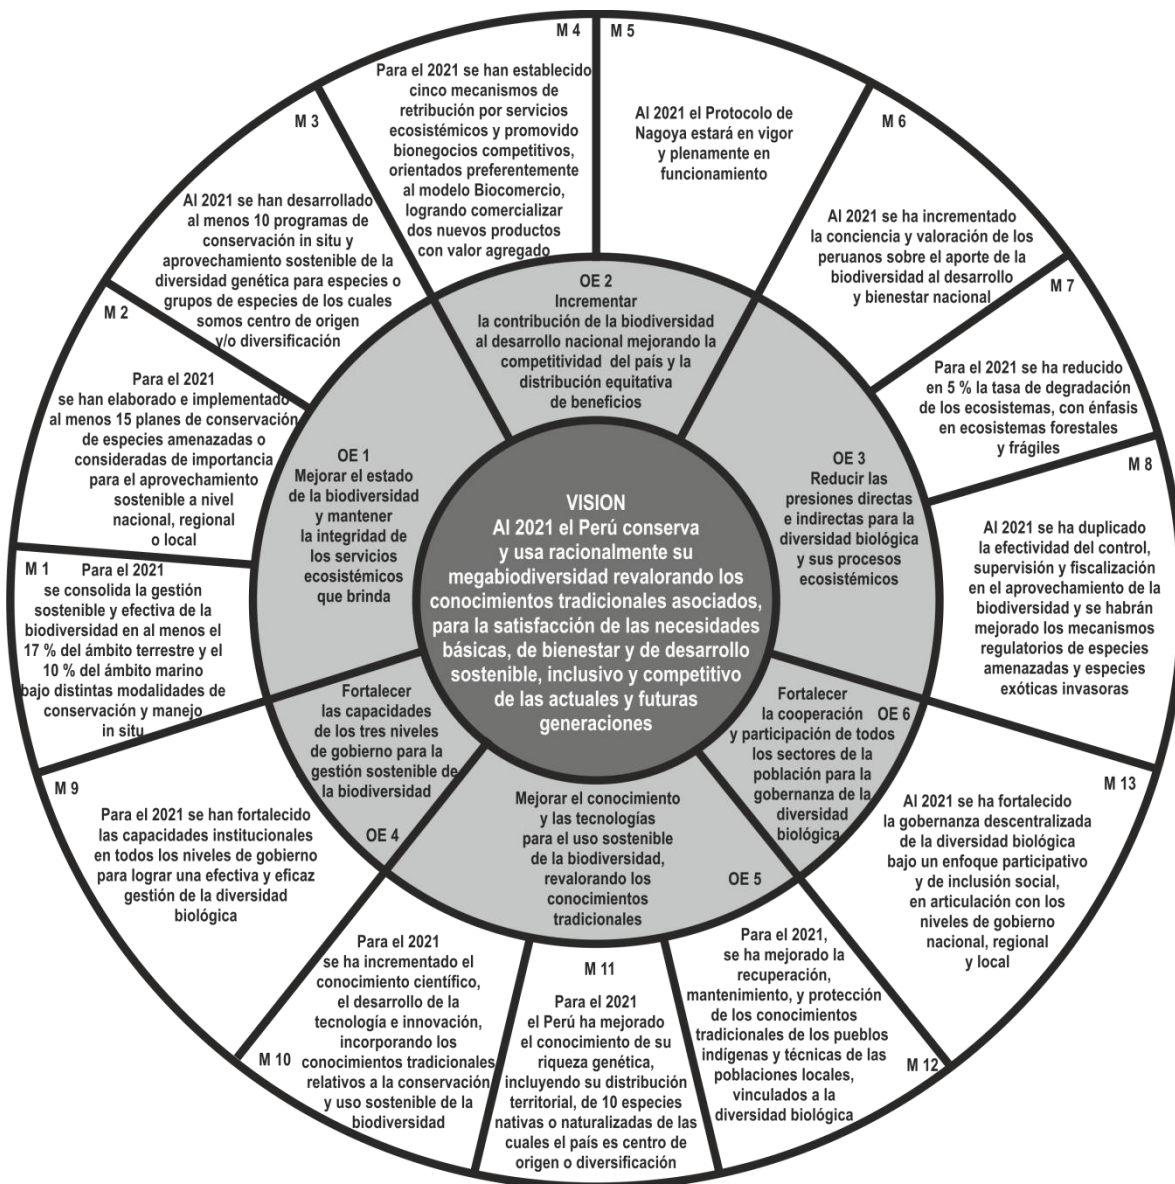 VISION
Al 2021 el Perú conserva
y usa racionalmente su
megabiodiversidad revalorando los
conocimientos tradicionales asociados,
para la satisfacción de las necesidades
básicas, de bienestar y de desarrollo
sostenible, inclusivo y competitivo
de las actuales y futuras
generaciones
OE 1
Mejorar el estado
de la biodiversidad
y mantener
la integridad de
los servicios
ecosistémicos
que brinda
OE 2
Incrementar
la contribución de la biodiversidad
al desarrollo nacional mejorando la
competitividad del país y la
distribución equitativa
de beneficios
OE 3
Reducir las
presiones directas
e indirectas para la
diversidad biológica
y sus procesos
ecosistémicos
Fortalecer
las capacidades
de los tres niveles
de gobierno para la
gestión sostenible de
la biodiversidad
OE 4
Mejorar el conocimiento
y las tecnologías
para el uso sostenible
de la biodiversidad,
revalorando los
conocimientos
tradicionales
OE 5
Fortalecer
la cooperación
OE 6
y participación de todos
los sectores de la
población para la
gobernanza de la
diversidad
biológica
M 1
Para el 2021
se consolida la gestión
sostenible y efectiva de la
biodiversidad en al menos el
17 % del ámbito terrestre y el
10 % del ámbito marino
bajo distintas modalidades de
conservación y manejo
in situ
M 2
Para el 2021
se han elaborado e implementado
al menos 15 planes de conservación
de especies amenazadas o
consideradas de importancia
para el aprovechamiento
sostenible a nivel
nacional, regional
o local
M 3
Al 2021 se han desarrollado
al menos 10 programas de
conservación in situ y
aprovechamiento sostenible de la
diversidad genética para especies o
grupos de especies de los cuales
somos centro de origen
y/o diversificación
M 4
Para el 2021 se han establecido
cinco mecanismos de
retribución por servicios
ecosistémicos y promovido
bionegocios competitivos,
orientados preferentemente
al modelo Biocomercio,
logrando comercializar
dos nuevos productos
con valor agregado
M 5
Al 2021 el Protocolo de
Nagoya estará en vigor
y plenamente en
funcionamiento
M 6
Al 2021 se ha incrementado
la conciencia y valoración de los
peruanos sobre el aporte de la
biodiversidad al desarrollo
y bienestar nacional
M 7
Para el 2021 se ha reducido
en 5 % la tasa de degradación
de los ecosistemas, con énfasis
en ecosistemas forestales
y frágiles
M 8
Al 2021 se ha duplicado
la efectividad del control,
supervisión y fiscalización
en el aprovechamiento de la
biodiversidad y se habrán
mejorado los mecanismos
regulatorios de especies
amenazadas y especies
exóticas invasoras
M 9
Para el 2021 se han fortalecido
las capacidades institucionales
en todos los niveles de gobierno
para lograr una efectiva y eficaz
gestión de la diversidad
biológica
Para el 2021
se ha incrementado el
conocimiento científico,
el desarrollo de la
tecnología e innovación,
incorporando los
conocimientos tradicionales
relativos a la conservación
y uso sostenible de la
biodiversidad
M 10
M 11
Para el 2021
el Perú ha mejorado
el conocimiento de su
riqueza genética,
incluyendo su distribución
territorial, de 10 especies
nativas o naturalizadas de las
cuales el país es centro de
origen o diversificación
Para el 2021,
se ha mejorado la
recuperación,
mantenimiento, y protección
de los conocimientos
tradicionales de los pueblos
indígenas y técnicas de las
poblaciones locales,
vinculados a la
diversidad biológica
M 12
M 13
Al 2021 se ha fortalecido
la gobernanza descentralizada
de la diversidad biológica
bajo un enfoque participativo
y de inclusión social,
en articulación con los
niveles de gobierno
nacional, regional
y local